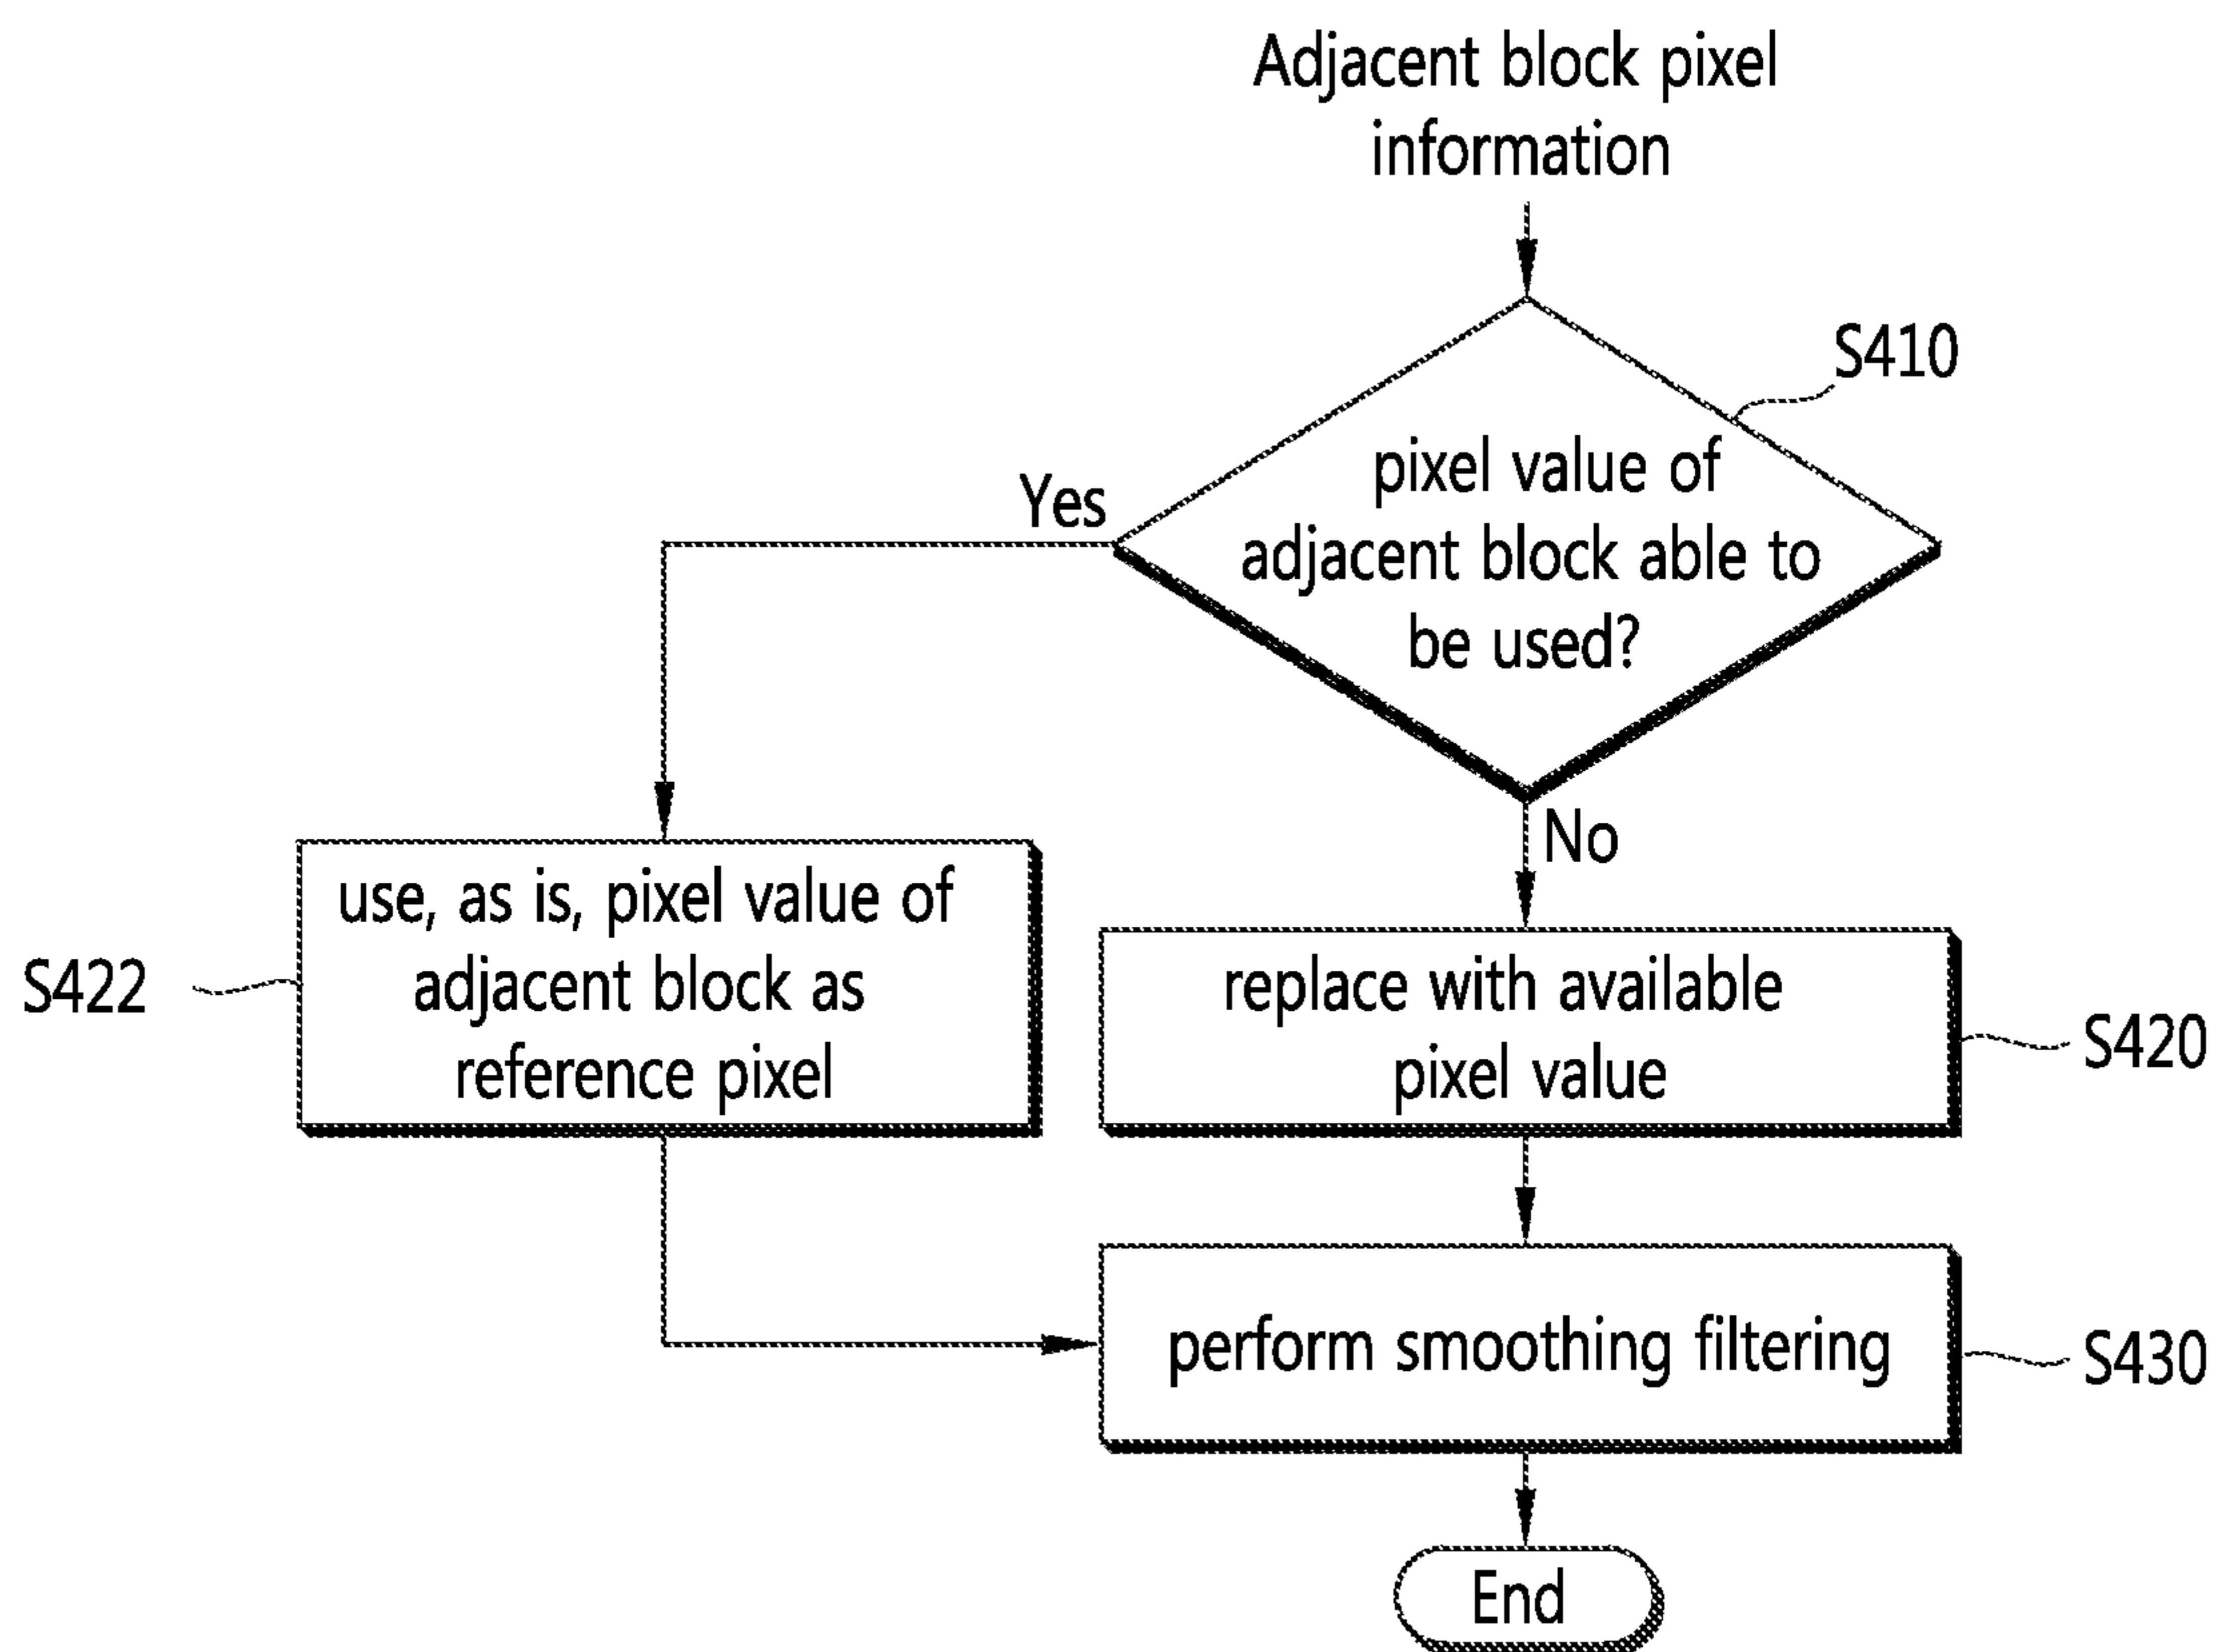 Adjacent block pixel
information
S410
pixel value of
adjacent block able to
be used?
Yes
No
use, as is, pixel value of
adjacent block as
reference pixel
S422
replace with available
pixel value
S420
perform smoothing filtering
S430
End